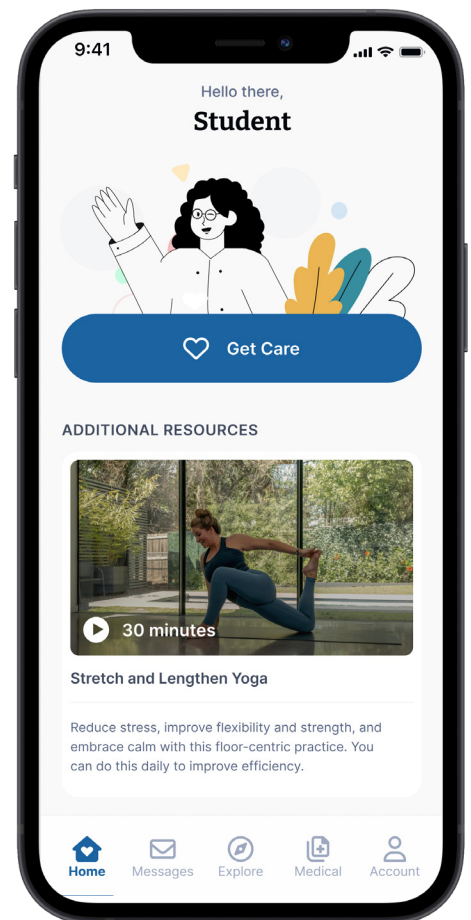 9:41
Hello there,
Student
Get Care
ADDITIONAL RESOURCES
30 minutes
Stretch and Lengthen Yoga
Reduce stress, improve flexibility and strength, and
embrace calm with this floor-centric practice. You
can do this daily to improve efficiency.
Home Messages Explore Medical Account